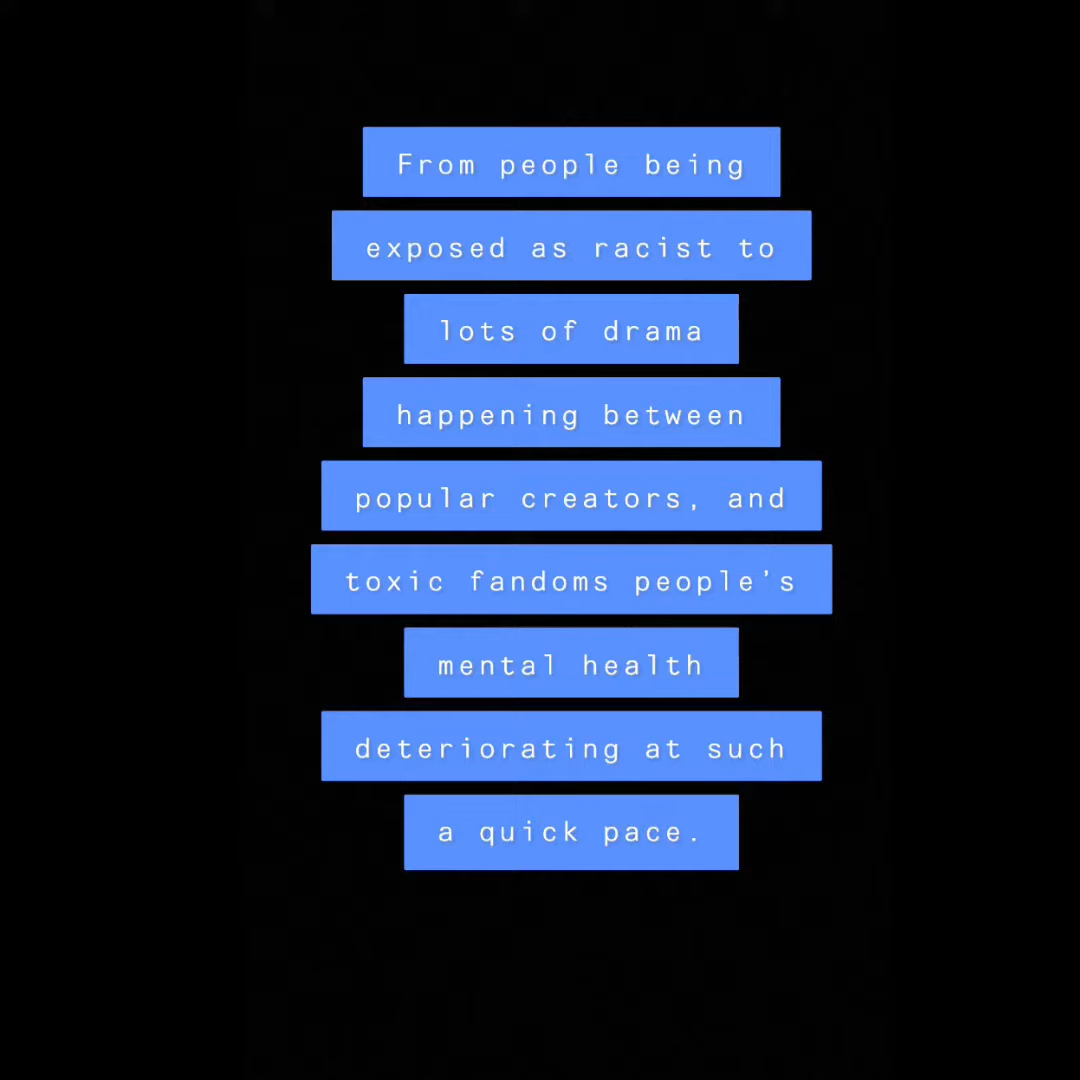 From people being
exposed as racist to
lots of drama
happening between
popular creators, and
toxic fandoms people's
mental health
deteriorating at such
a quick pace.